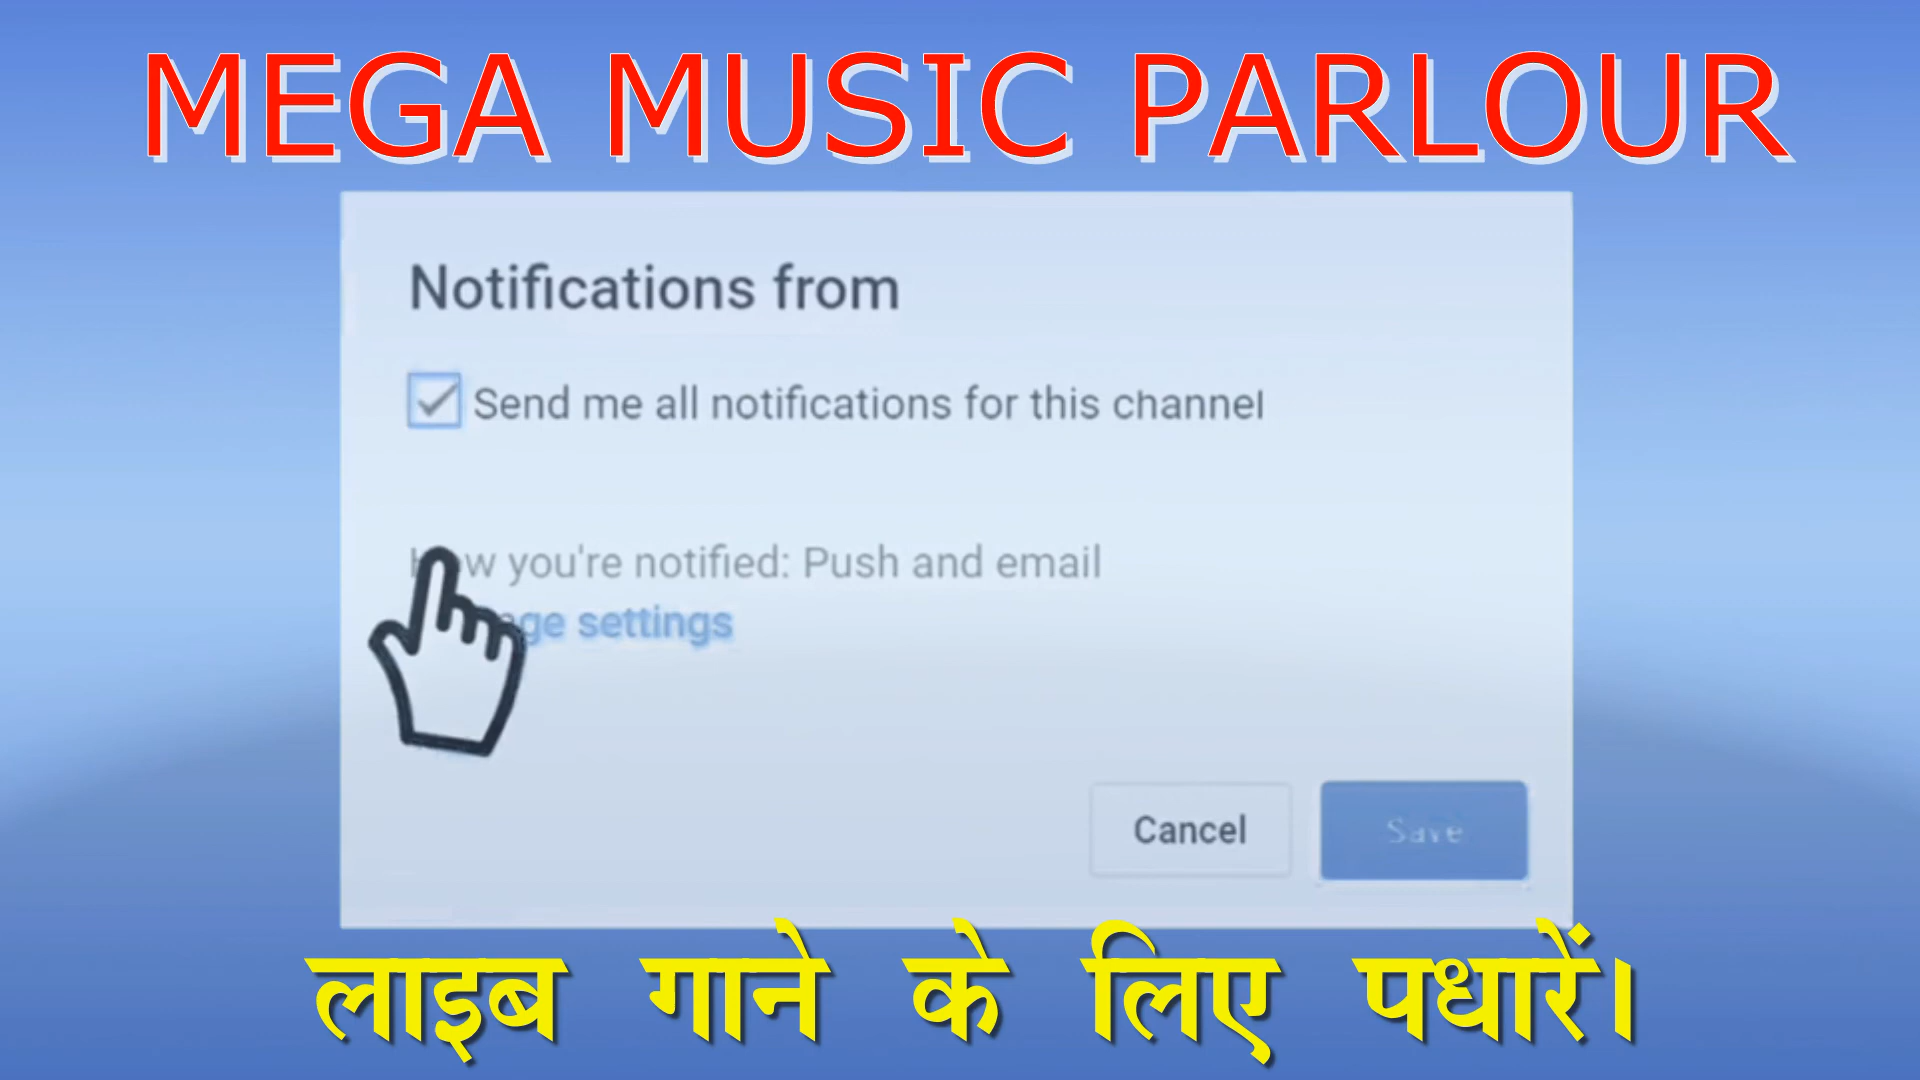 MEGA MUSIC PARLOUR
Notifications from
Send me all notifications for this channel
you're notified: Push and email
settings
Cancel
Save
लाइब गाने के लिए पधारें।